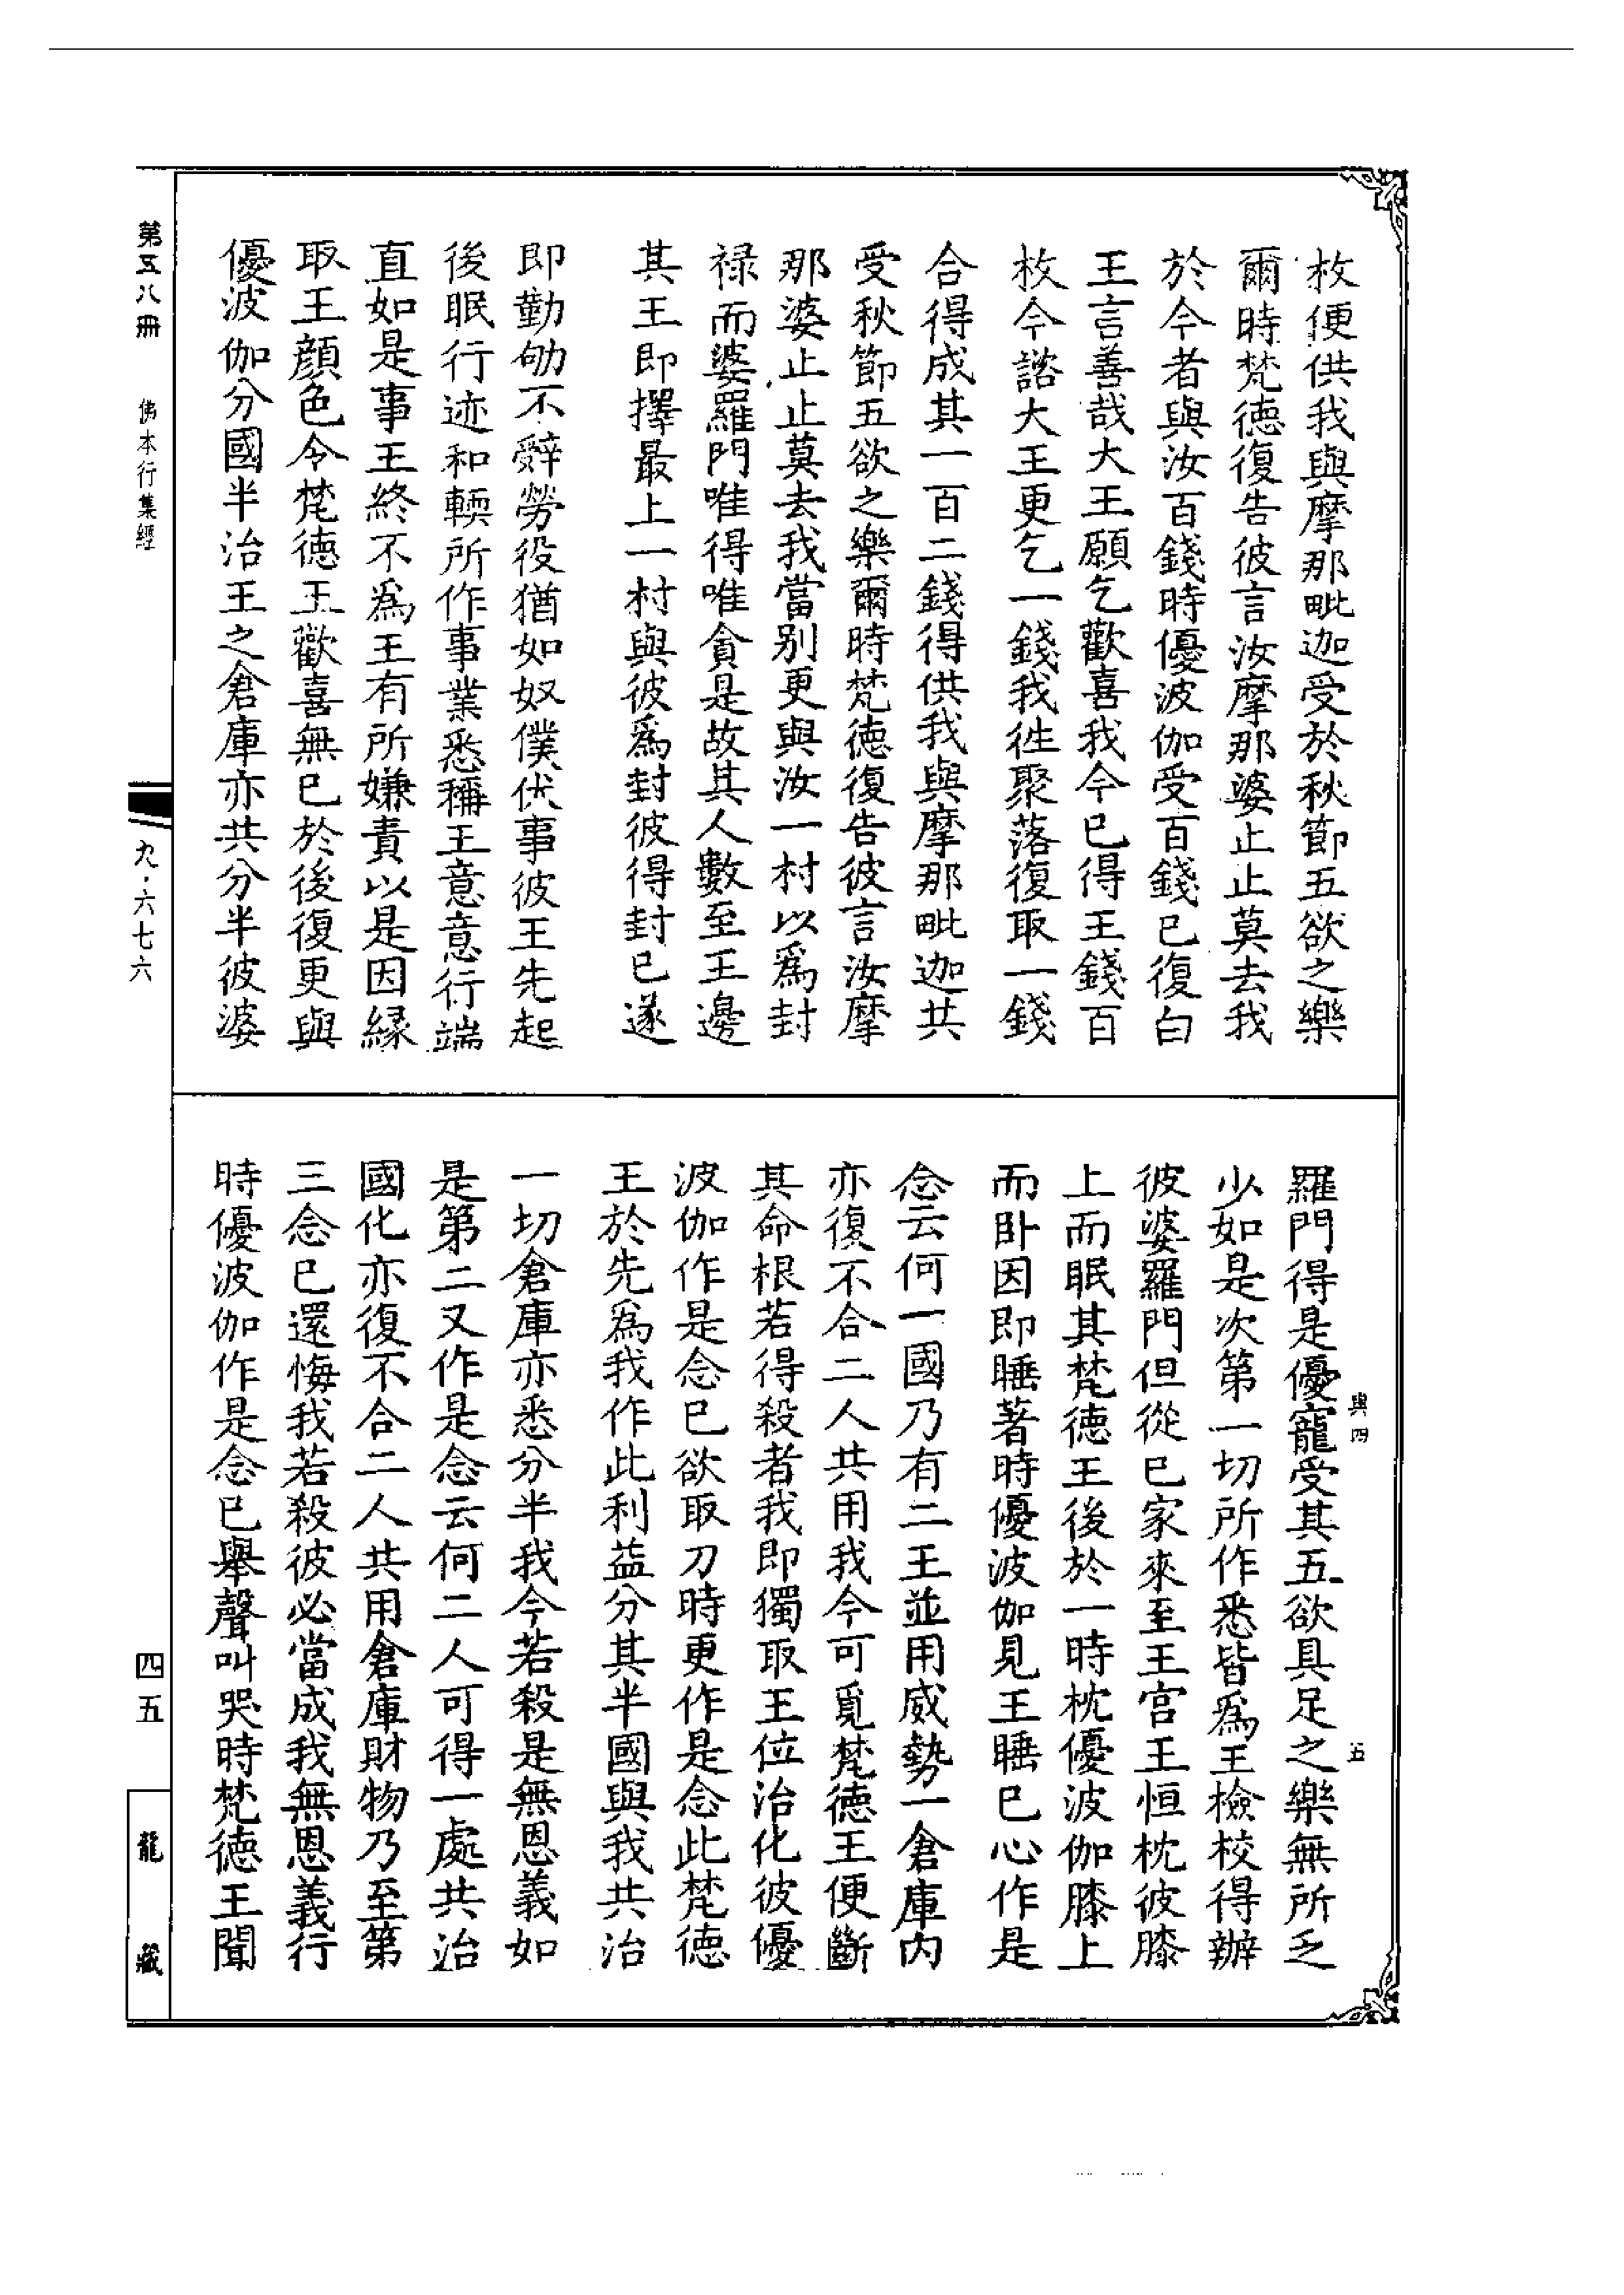 枚便供我與摩那毗迦受於秋節五欲之樂
爾時梵德復告彼言汝摩那婆止止莫去我
於今者與汝百錢時優波伽受百錢已復白
王言善哉大王願乞歡喜我今已得王錢百
枚今諮大王更乞一錢我往聚落復取一錢
合得成其一百二錢得供我與摩那毗迦共
受秋節五欲之樂爾時梵德復告彼言汝摩
那婆止止莫去我當別更與汝一村以為封
祿而婆羅門唯得唯貪是故其人數至王邊
其王即擇最上一村與彼為封彼得封已遂
即勤劬不辭勞役猶如奴僕伏事彼王先起
後眠行迹和輭所作事業悉稱王意意行端
直如是事王終不為王有所嫌責以是因緣
取王顏色令梵德王歡喜無已於後復更與
優波伽分國半治王之倉庫亦共分半彼婆
羅門得是優寵受其五欲具足之樂無所乏
少如是次第一切所作悉皆為王檢校得辦
彼婆羅門但從已家來至王宮王恒枕彼膝
上而眠其梵德王後於一時枕優波伽膝上
而卧因即睡著時優波伽見王睡已心作是
念云何一國乃有二王並用威勢一倉庫內
亦復不合二人共用我今可覓梵德王便斷
其命根若得殺者我即獨取王位治化彼優
波伽作是念已欲取刀時更作是念此梵德
王於先為我作此利益分其半國與我共治
一切倉庫亦悉分半我今若殺是無恩義如
是第二又作是念云何二人可得一處共治
國化亦復不合二人共用倉庫財物乃至第
三念已還悔我若殺彼必當成我無恩義行
時優波伽作是念已舉聲叫哭時梵德王聞
與四
五
第五八冊 佛本行集經
九·六七六
四五
龍藏